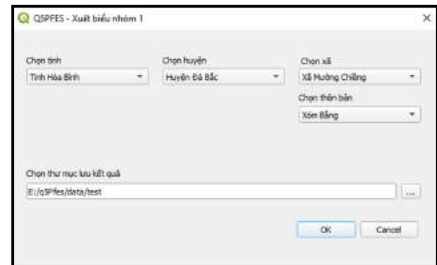 QSPFES - Xuất biểu nhóm 1
Chọn tỉnh
Chọn huyện
Chọn xã
Tỉnh Hòa Bình
Huyện Đà Bắc
Xã Mường Chiềng
Chọn thôn bản
Xóm Bằng
Chọn thư mục lưu kết quả
E:/qSPfes/data/test
...
OK
Cancel